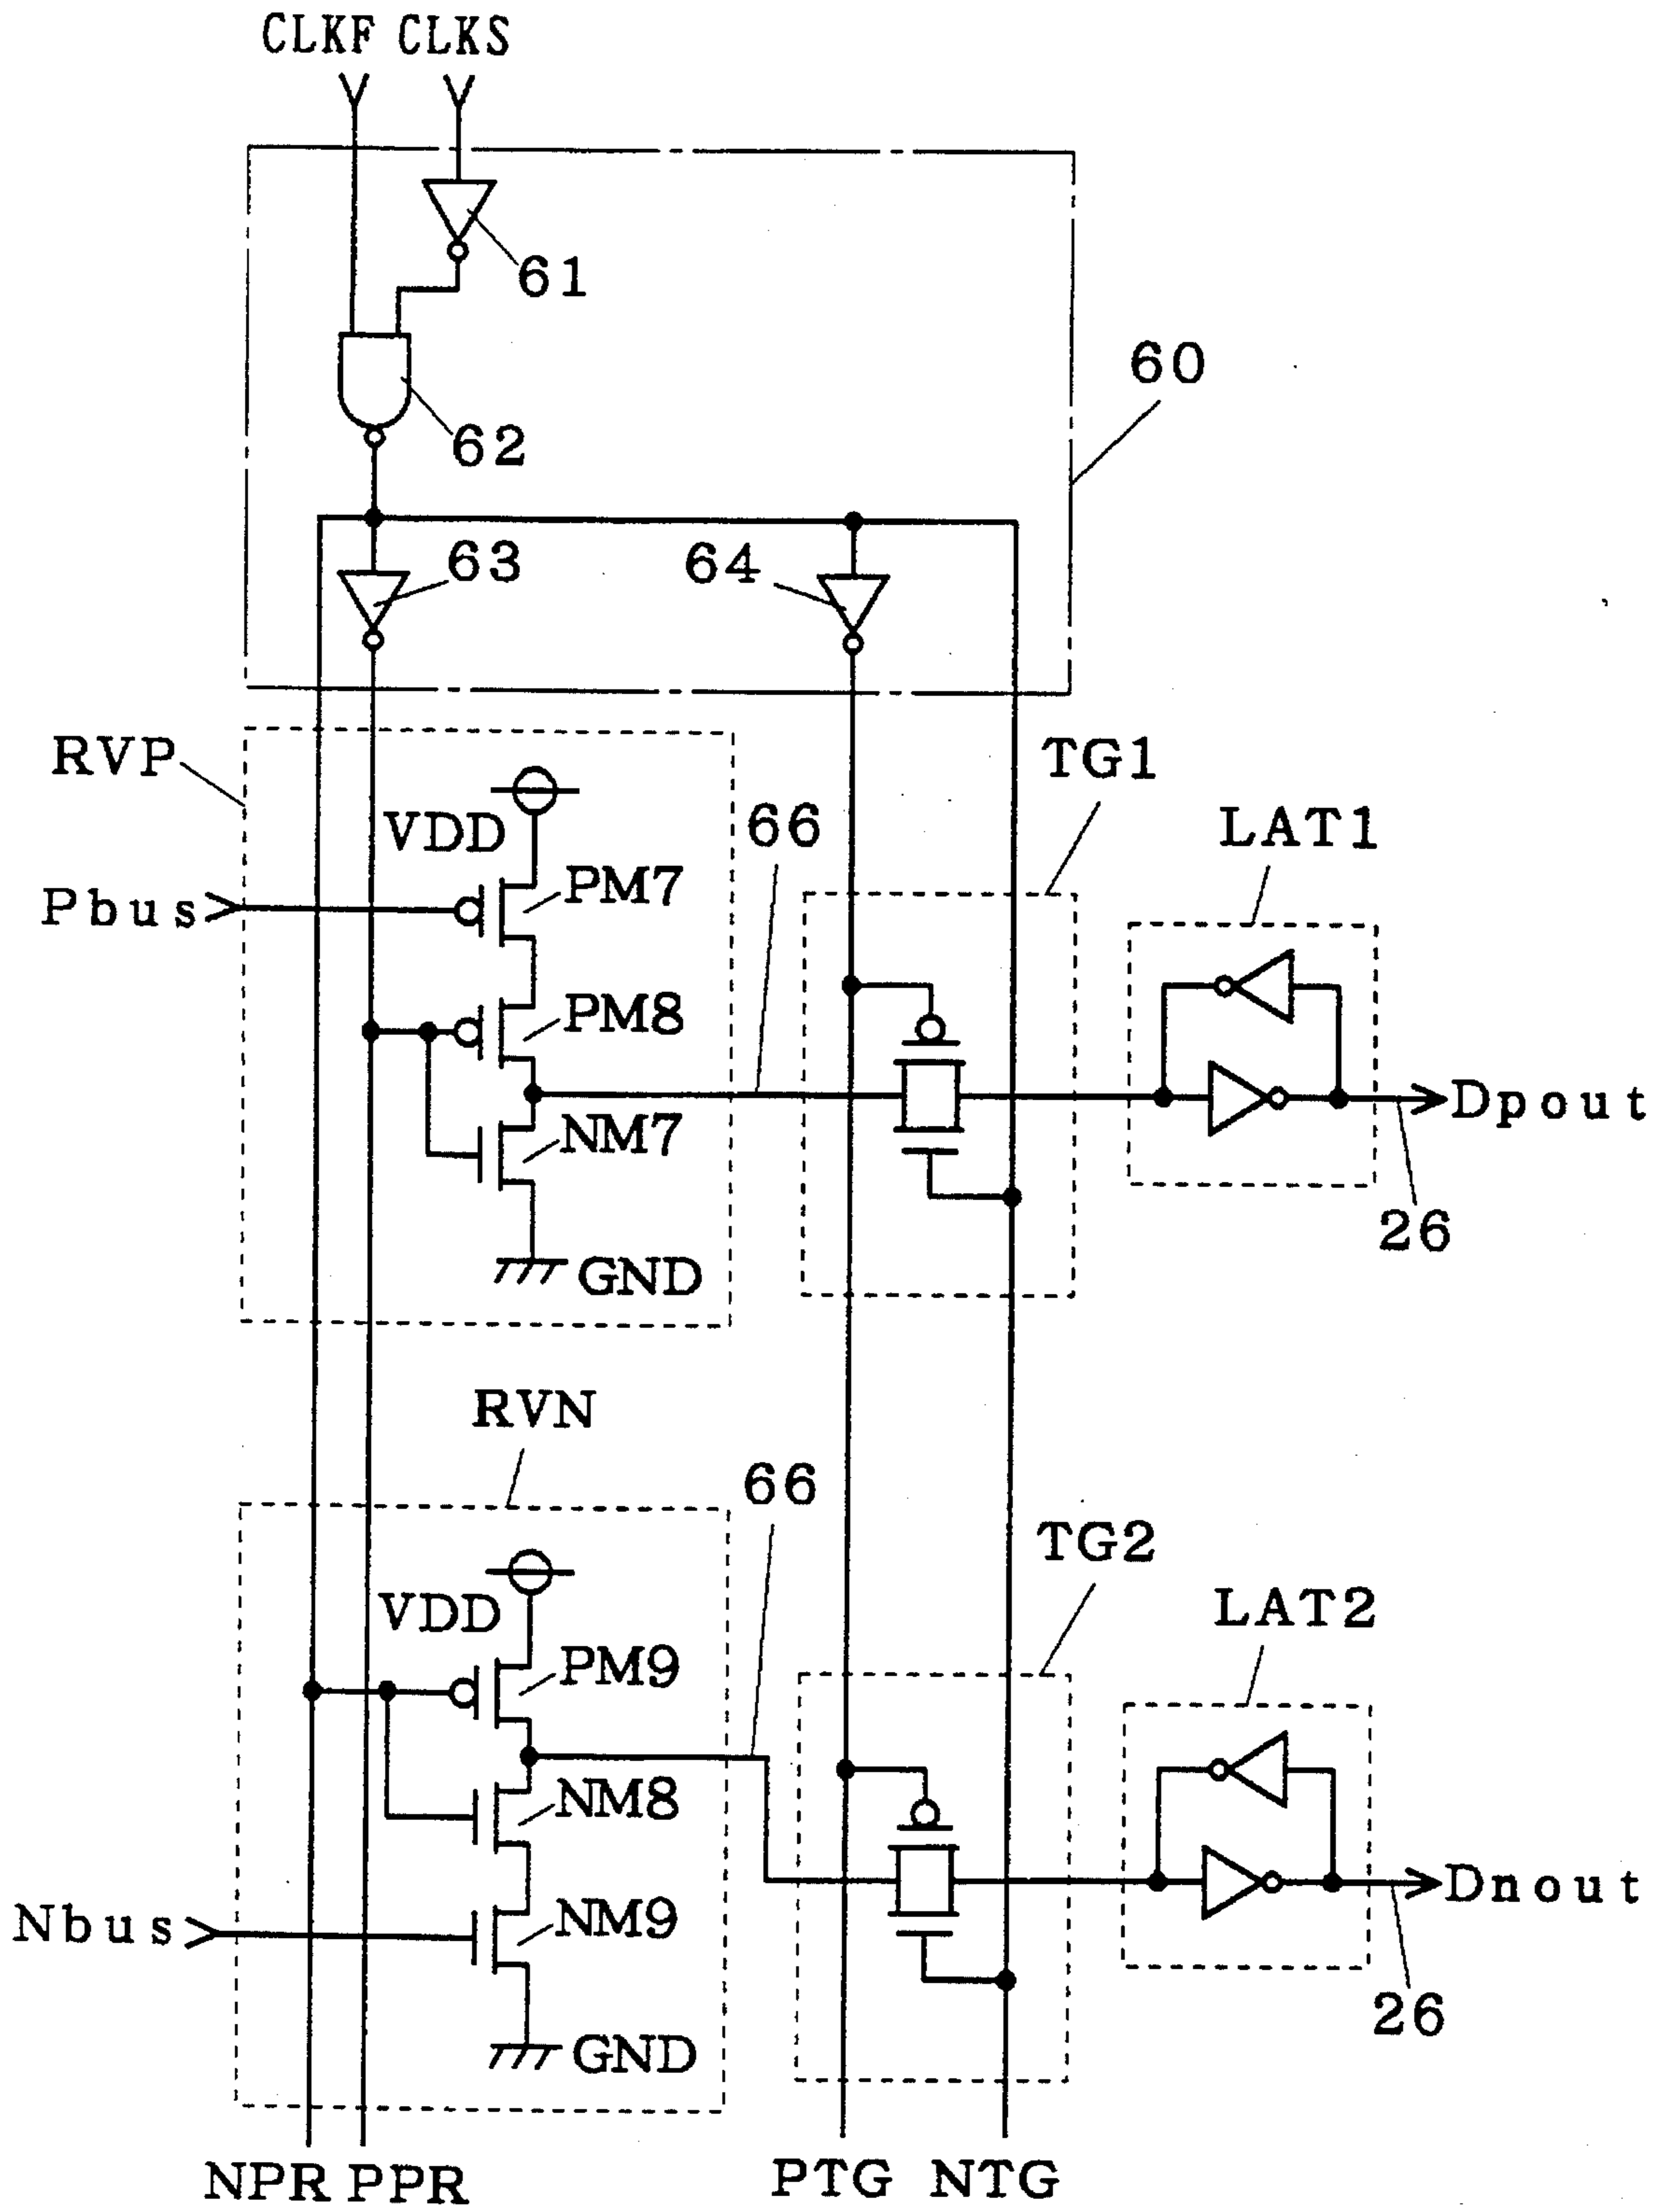 CLKF CLKS
61
60
62
63
64
RVP
TG1
VDD
66
LAT1
Pbus
PM7
PM8
NM7
Dpout
26
GND
RVN
66
TG2
VDD
LAT2
PM9
NM8
Nbus
NM9
Dnout
26
GND
NPR PPR
PTG NTG